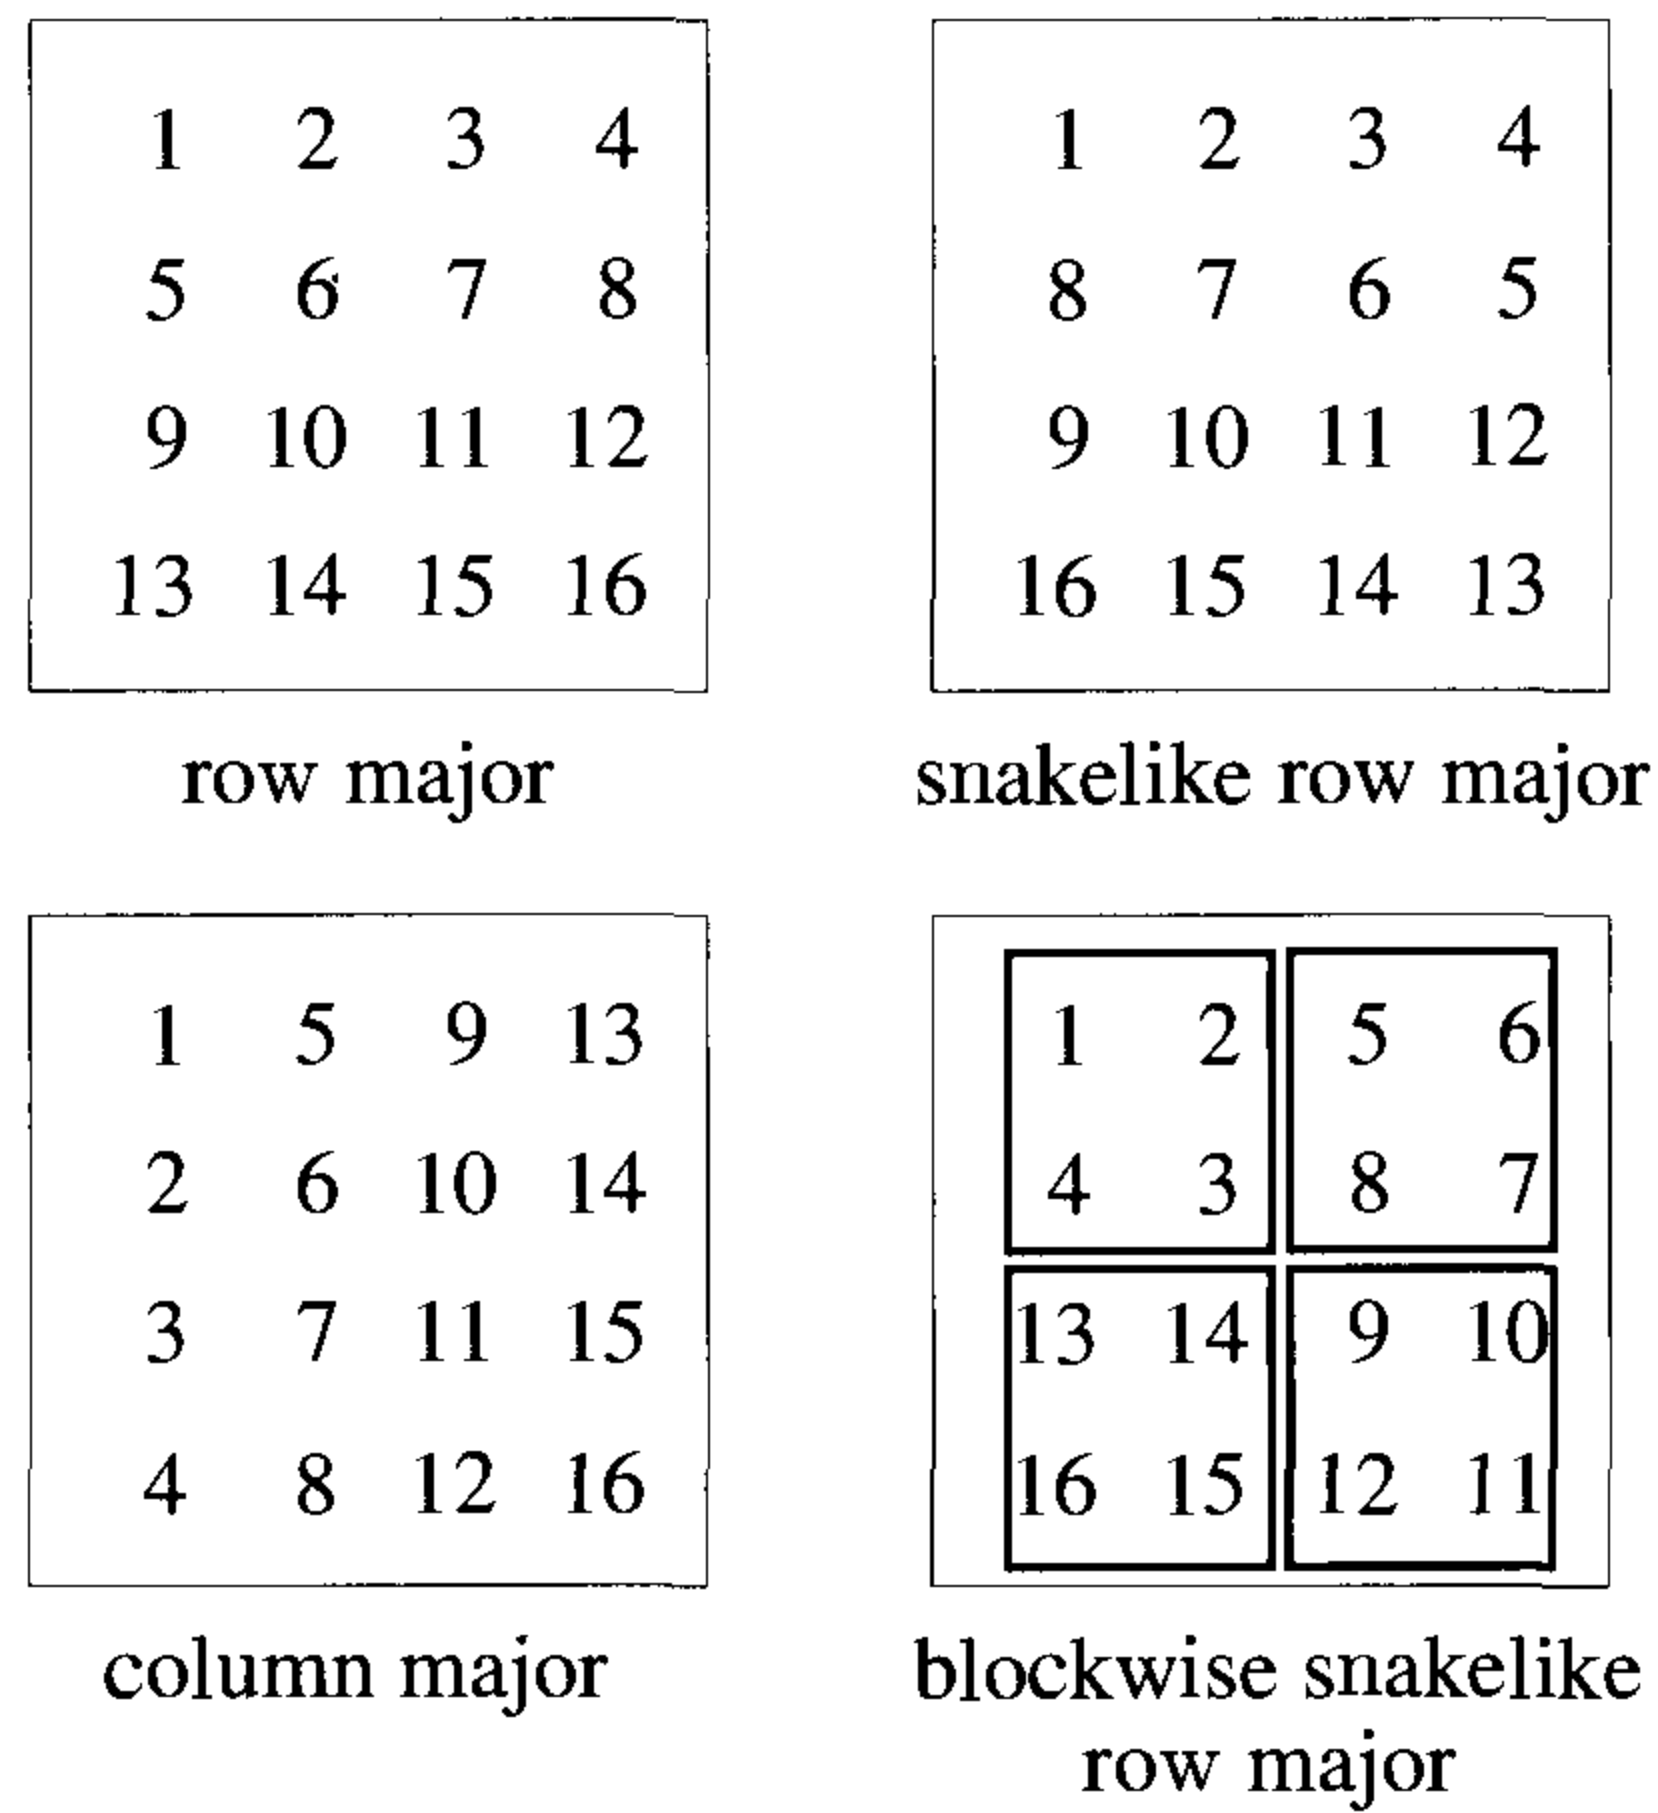 1 2 3 4
5 6 7 8
9 10 11 12
13 14 15 16
row major
1 2 3 4
8 7 6 5
9 10 11 12
16 15 14 13
snakelike row major
1 5 9 13
2 6 10 14
3 7 11 15
4 8 12 16
column major
1 2 5 6
4 3 8 7
13 14 9 10
16 15 12 11
blockwise snakelike
row major